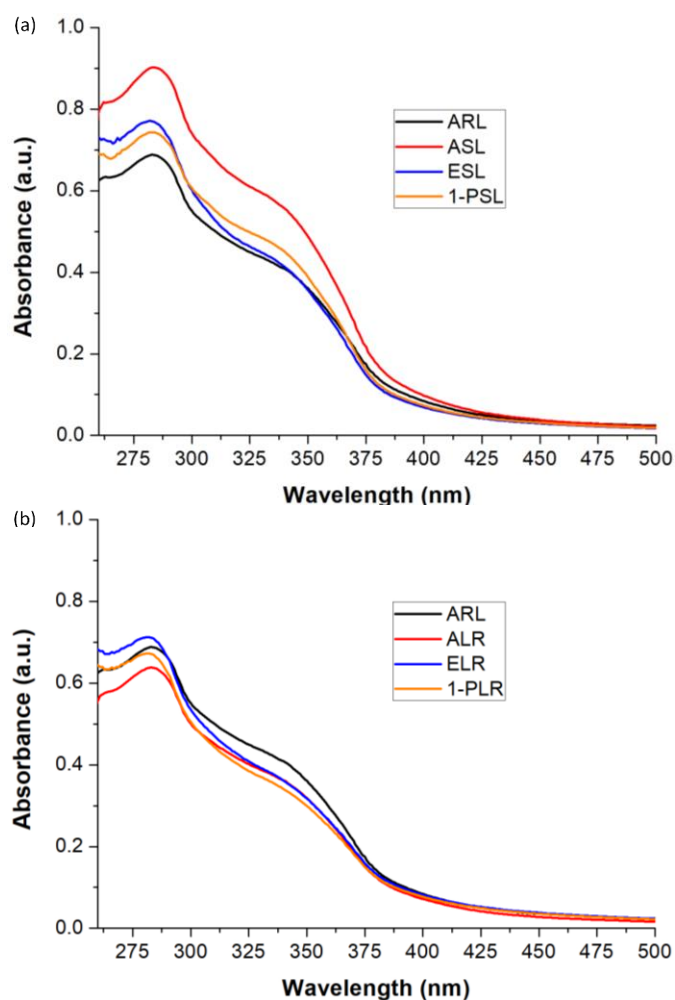 (a)
1.0
0.8
0.6
0.4
0.2
0.0
Absorbance (a.u.)
ARL
ASL
ESL
1-PSL
275 300 325 350 375 400 425 450 475 500
Wavelength (nm)
(b)
1.0
0.8
0.6
0.4
0.2
0.0
Absorbance (a.u.)
ARL
ALR
ELR
1-PLR
275 300 325 350 375 400 425 450 475 500
Wavelength (nm)